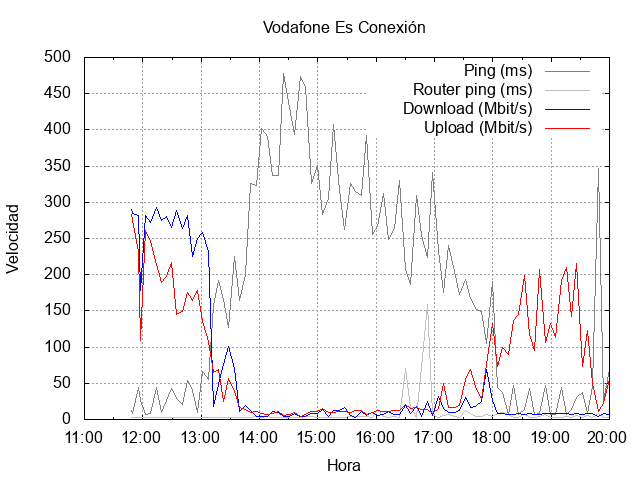 Vodafone Es Conexión
Ping (ms)
Router ping (ms)
Download (Mbit/s)
Upload (Mbit/s)
500
450
400
350
300
250
200
150
100
50
0
Velocidad
11:00 12:00 13:00 14:00 15:00 16:00 17:00 18:00 19:00 20:00
Hora